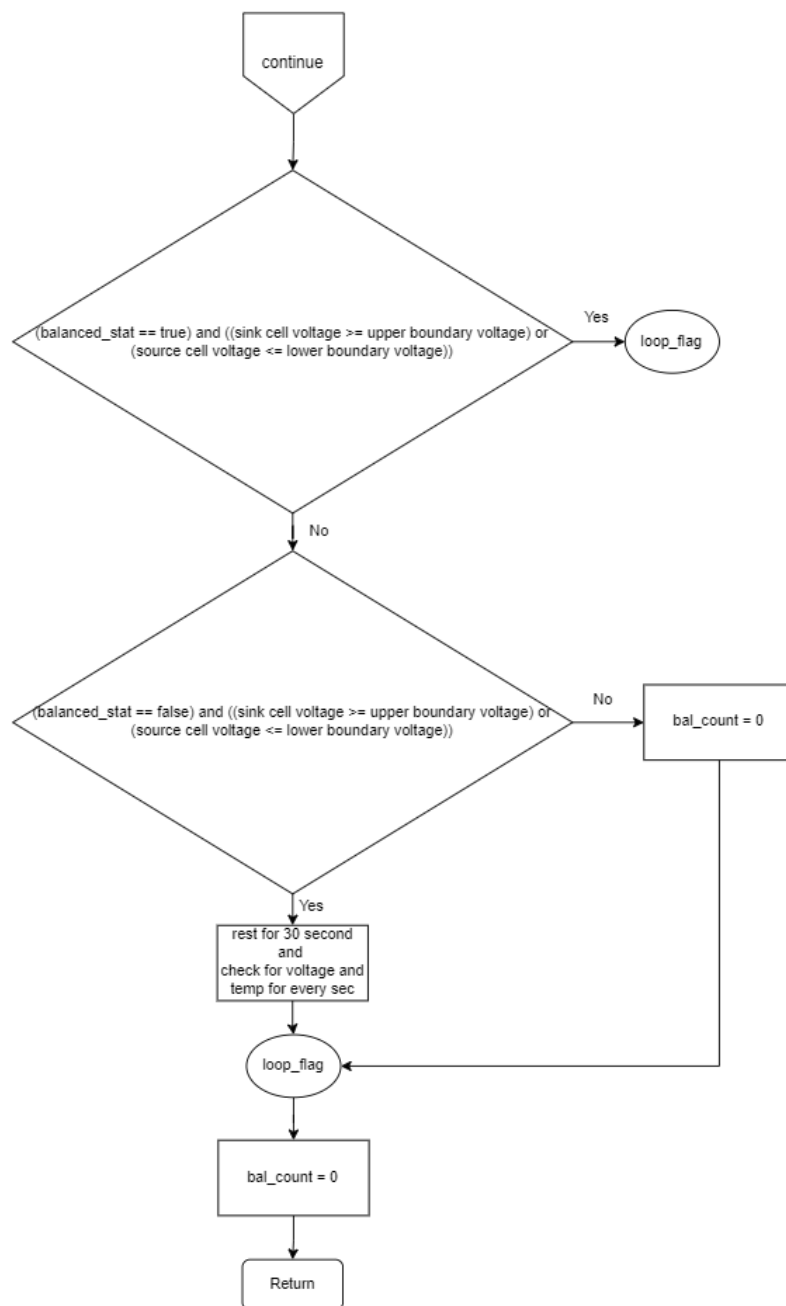 continue
(balanced_stat == true) and ((sink cell voltage >= upper boundary voltage) or
(source cell voltage <= lower boundary voltage))
Yes
loop_flag
No
(balanced_stat == false) and ((sink cell voltage >= upper boundary voltage) or
(source cell voltage <= lower boundary voltage))
No
bal_count = 0
Yes
rest for 30 second
and
check for voltage and
temp for every sec
loop_flag
bal_count = 0
Return